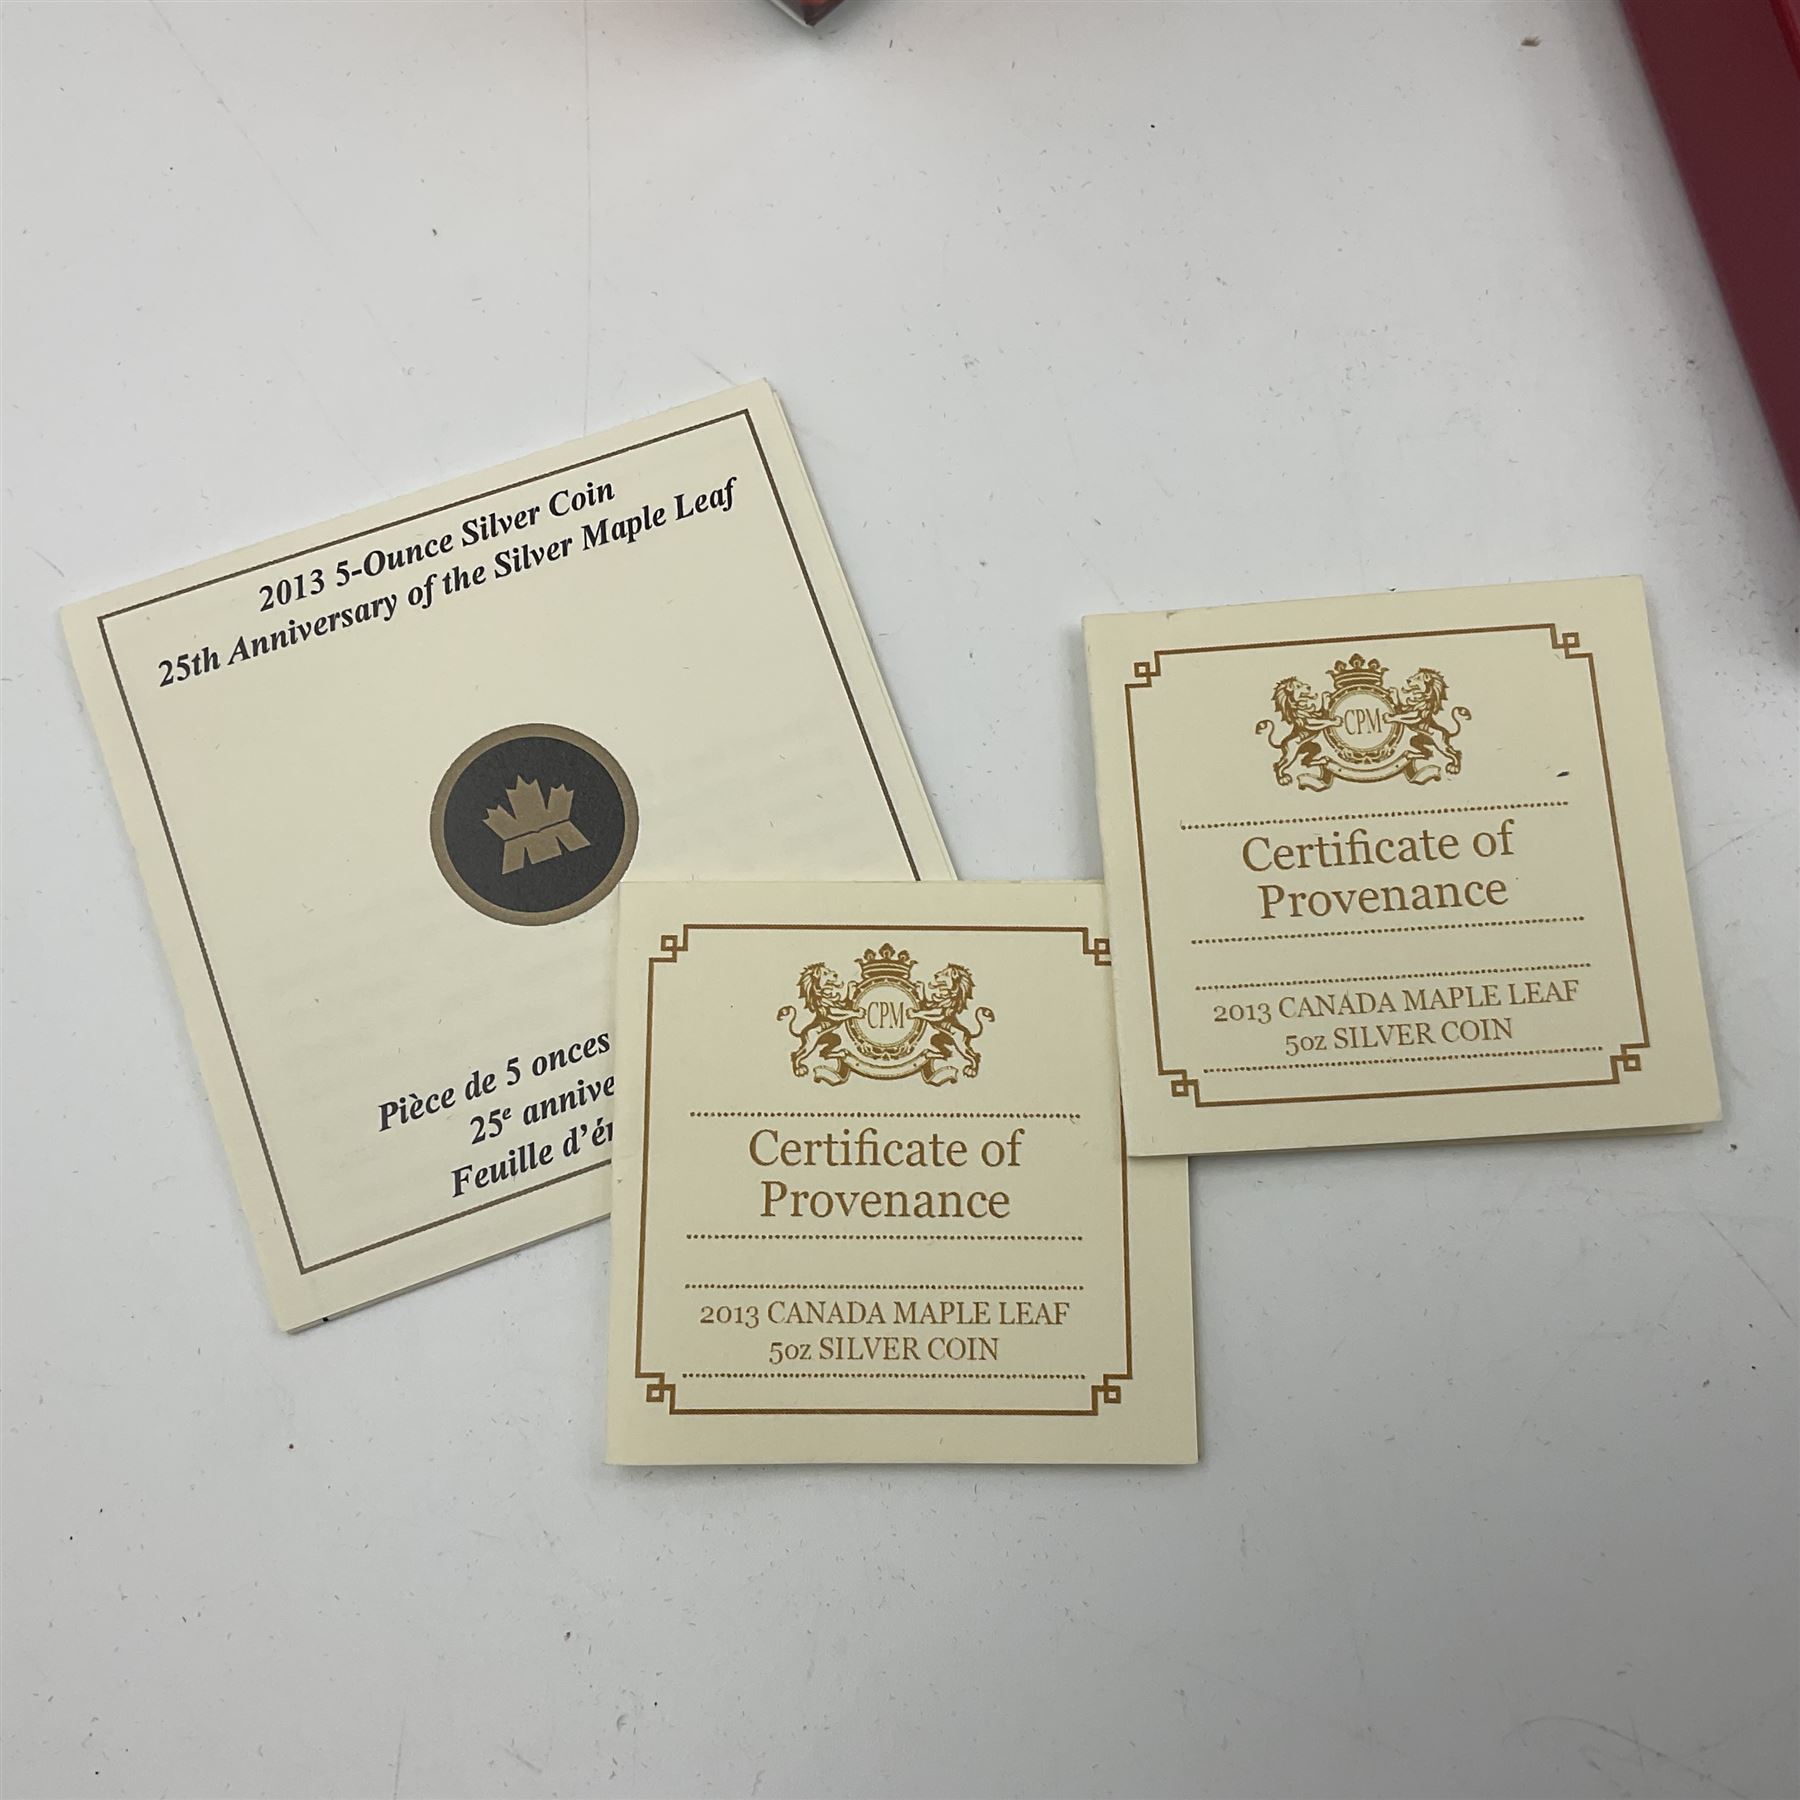 2013 5-Ounce Silver Coin
25th Anniversary of the Silver Maple Leaf
Pièce de 5 onces
25e
Feuille
CPM
Certificate of
Provenance
2013 CANADA MAPLE LEAF
5oz SILVER COIN
CPM
Certificate of
Provenance
2013 CANADA MAPLE LEAF
5oz SILVER COIN